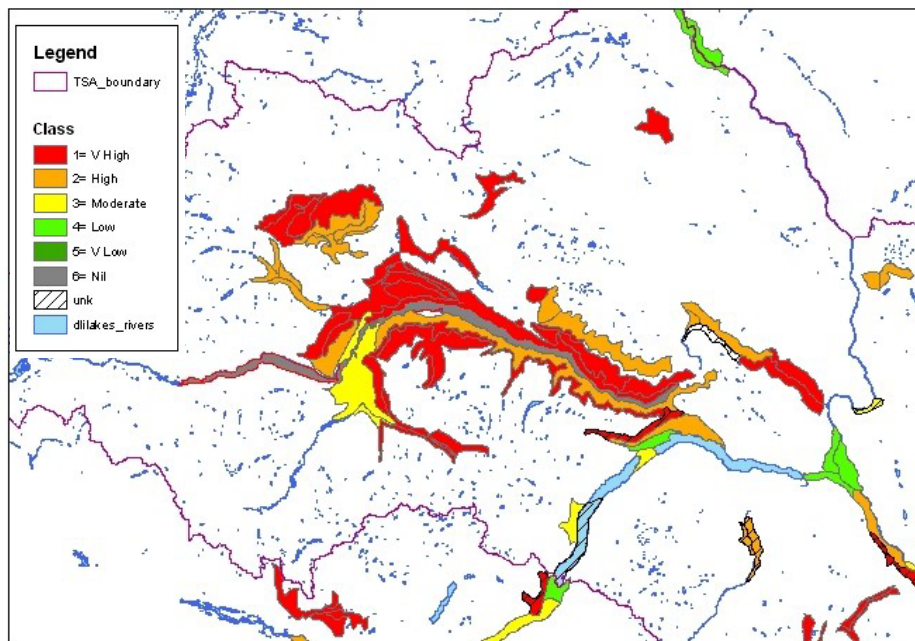 Legend
TSA_boundary
Class
1= V High
2= High
3= Moderate
4= Low
5= V Low
6= Nil
unk
dlilakes_rivers